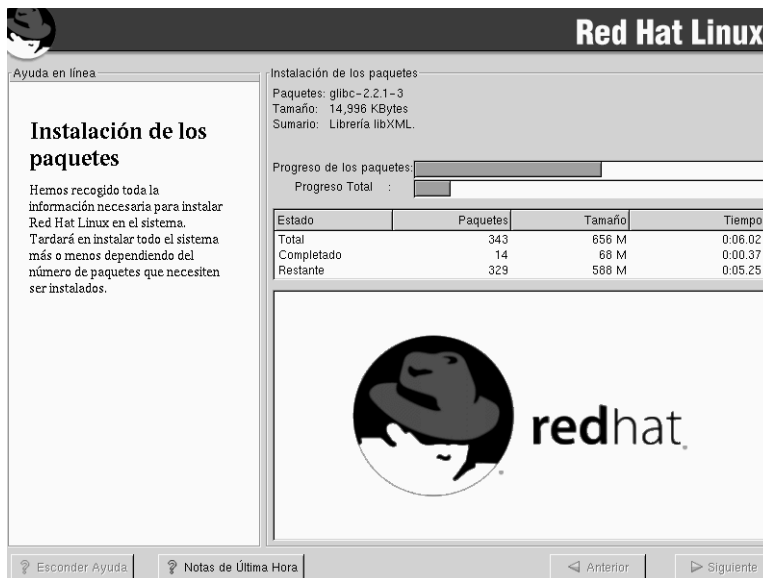 Red Hat Linux
Ayuda en línea
Instalación de los
paquetes
Hemos recogido toda la
información necesaria para instalar
Red Hat Linux en el sistema.
Tardará en instalar todo el sistema
más o menos dependiendo del
número de paquetes que necesiten
ser instalados.
Instalación de los paquetes
Paquetes: glibc-2.2.1-3
Tamaño: 14,996 KBytes
Sumario: Librería libXML.
Progreso de los paquetes:
Progreso Total :
Estado Paquetes Tamaño Tiempo
Total 343 656 M 0:06.02
Completado 14 68 M 0:00.37
Restante 329 588 M 0:05.25
redhat.
? Esconder Ayuda ? Notas de Última Hora Anterior Siguiente